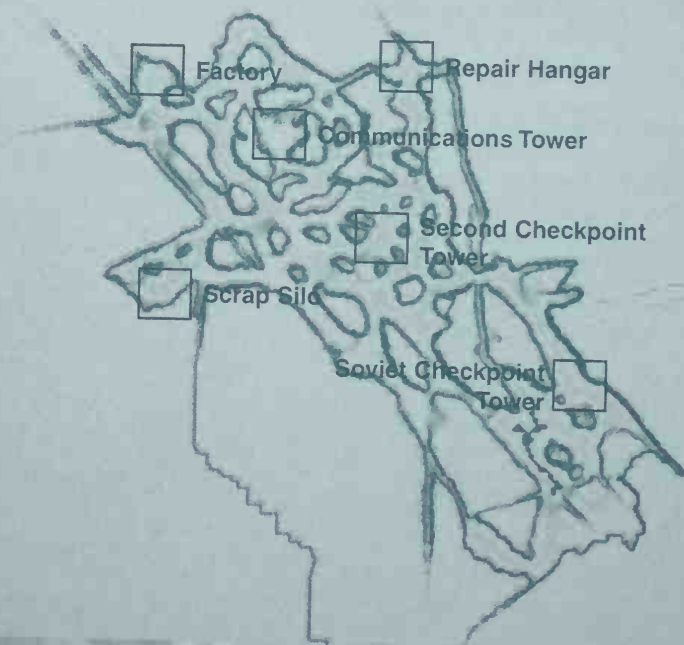 Factory
Repair Hangar
Communications Tower
Second Checkpoint
Tower
Scrap Silo
Soviet Checkpoint
Tower